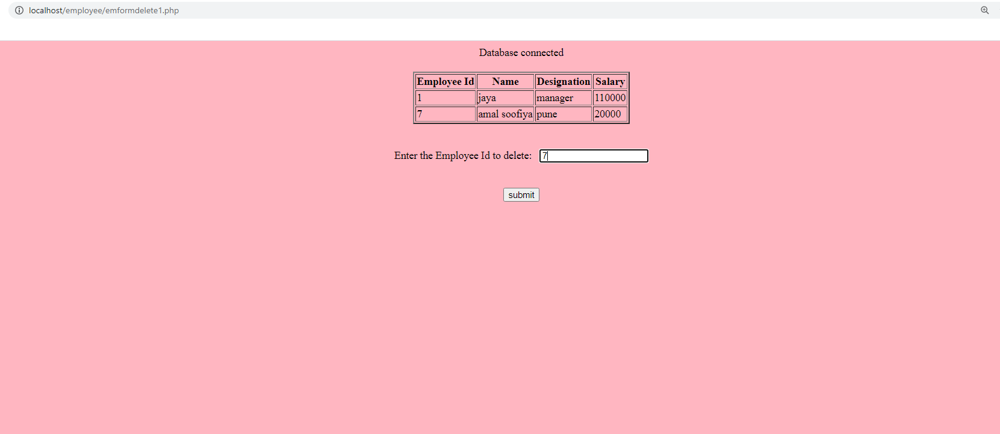 localhost/employee/emformdelete1.php
Database connected
Employee Id Name Designation Salary
1 jaya manager 110000
7 amal soofiya pune 20000
Enter the Employee Id to delete: 7
submit